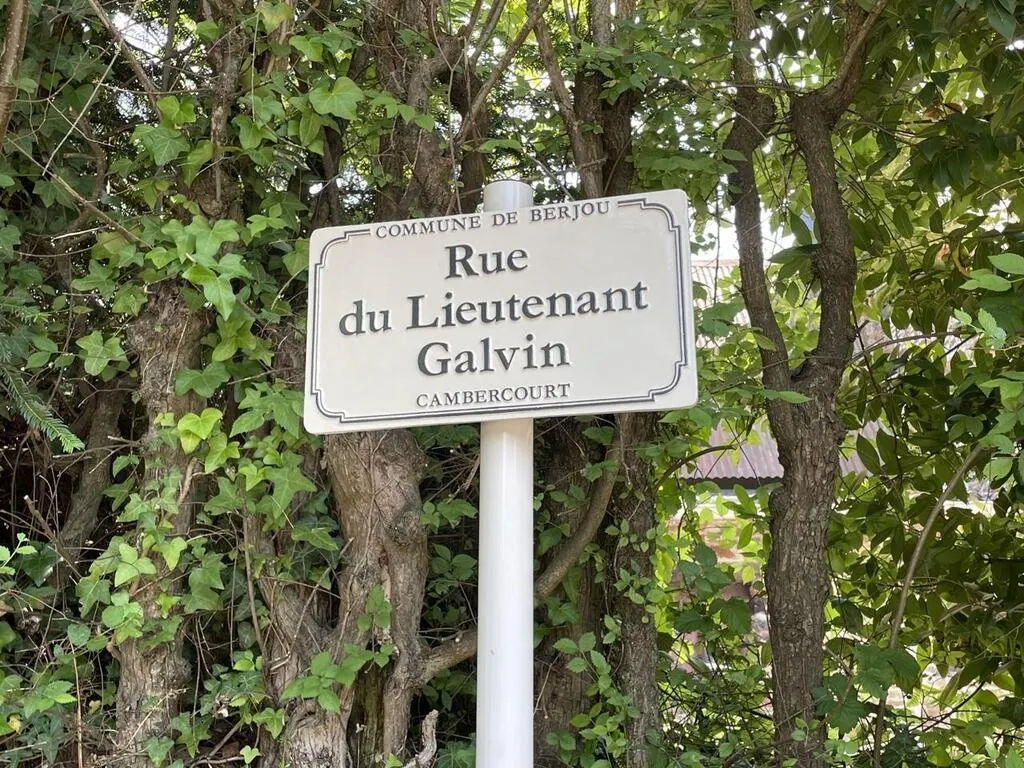 COMMUNE DE BERJOU
Rue
du Lieutenant
Galvin
CAMBERCOURT